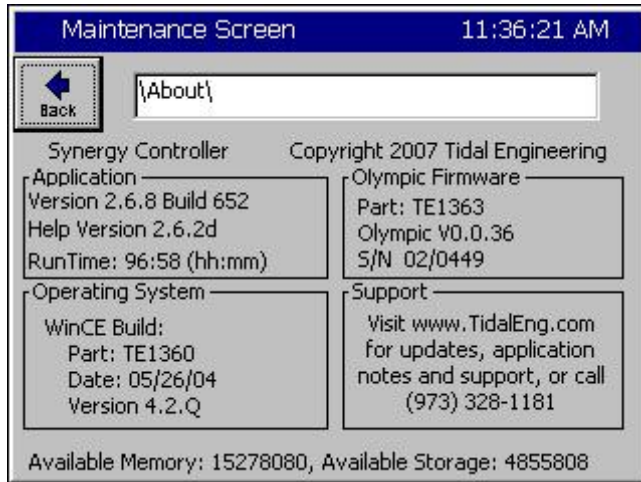 Maintenance Screen 11:36:21 AM
Back
\About\
Synergy Controller Copyright 2007 Tidal Engineering
Application
Version 2.6.8 Build 652
Help Version 2.6.2d
RunTime: 96:58 (hh:mm)
Olympic Firmware
Part: TE1363
Olympic V0.0.36
S/N 02/0449
Operating System
WinCE Build:
Part: TE1360
Date: 05/26/04
Version 4.2.Q
Support
Visit www.TidalEng.com
for updates, application
notes and support, or call
(973) 328-1181
Available Memory: 15278080, Available Storage: 4855808